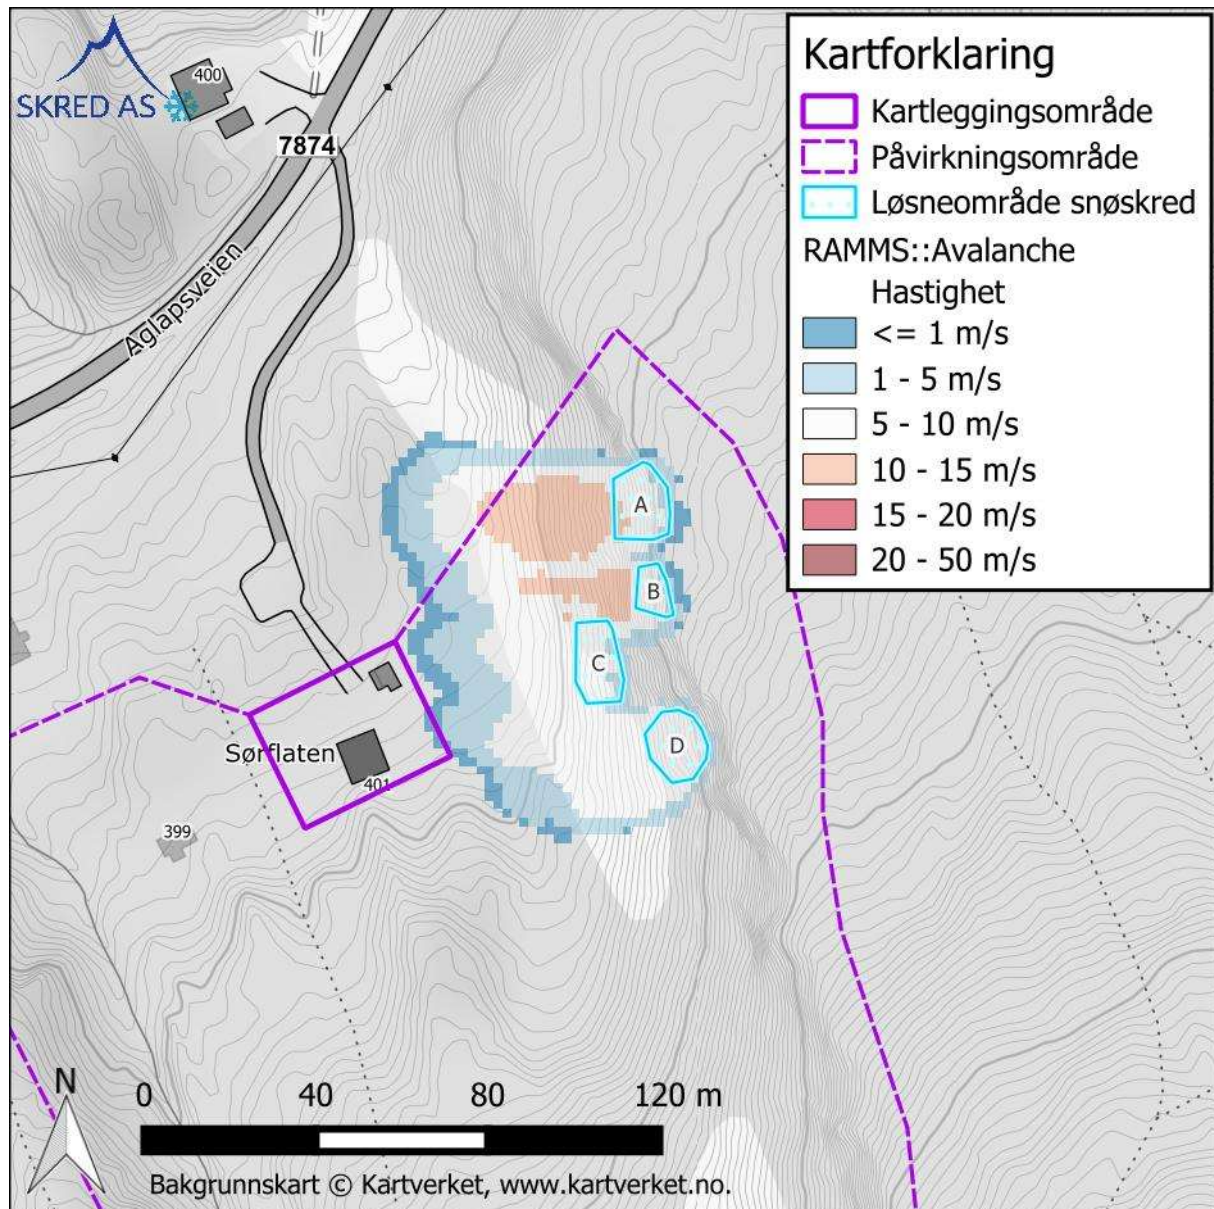 SKRED AS
400
7874
Aglapsveien
Kartforklaring
Kartleggingsområde
Påvirkningsområde
Løsneområde snøskred
RAMMS::Avalanche
Hastighet
<= 1 m/s
1 - 5 m/s
5 - 10 m/s
10 - 15 m/s
15 - 20 m/s
20 - 50 m/s
A
B
C
D
Sørflaten
401
399
N
0 40 80 120 m
Bakgrunnskart © Kartverket, www.kartverket.no.